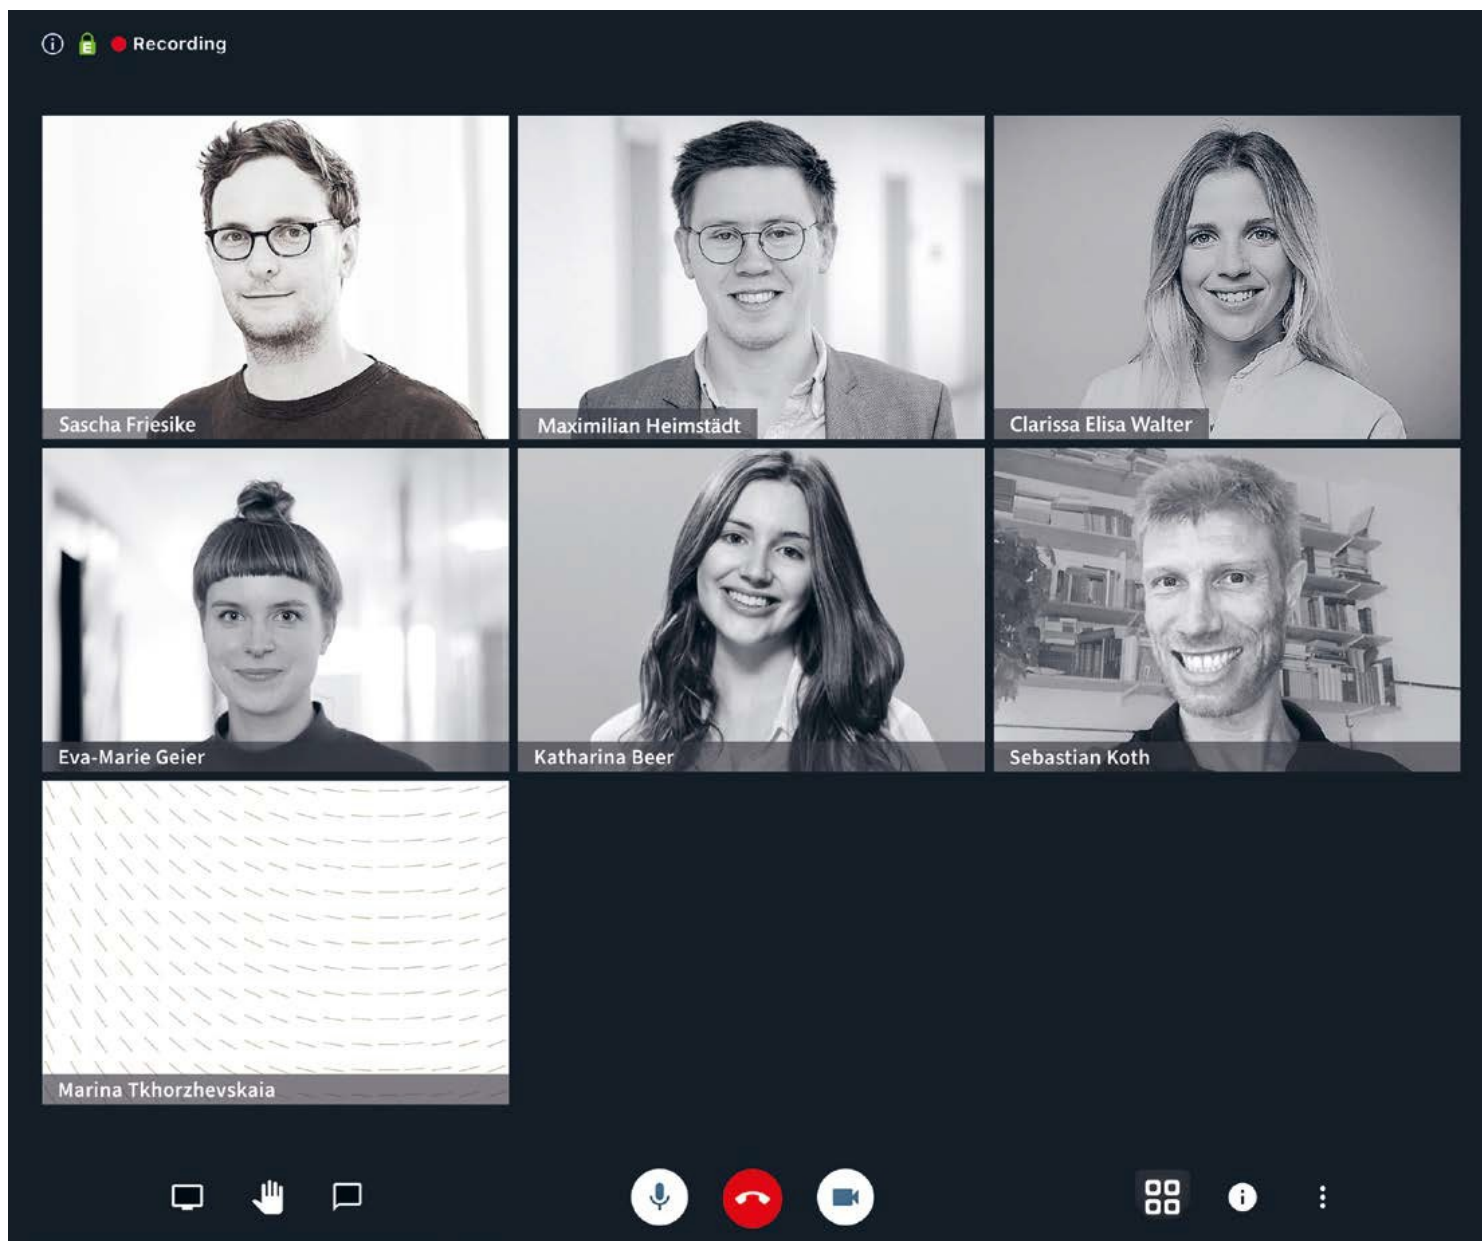 Recording
Sascha Friesike
Maximilian Heimstädt
Clarissa Elisa Walter
Eva-Marie Geier
Katharina Beer
Sebastian Koth
Marina Tkhorzhevskaia